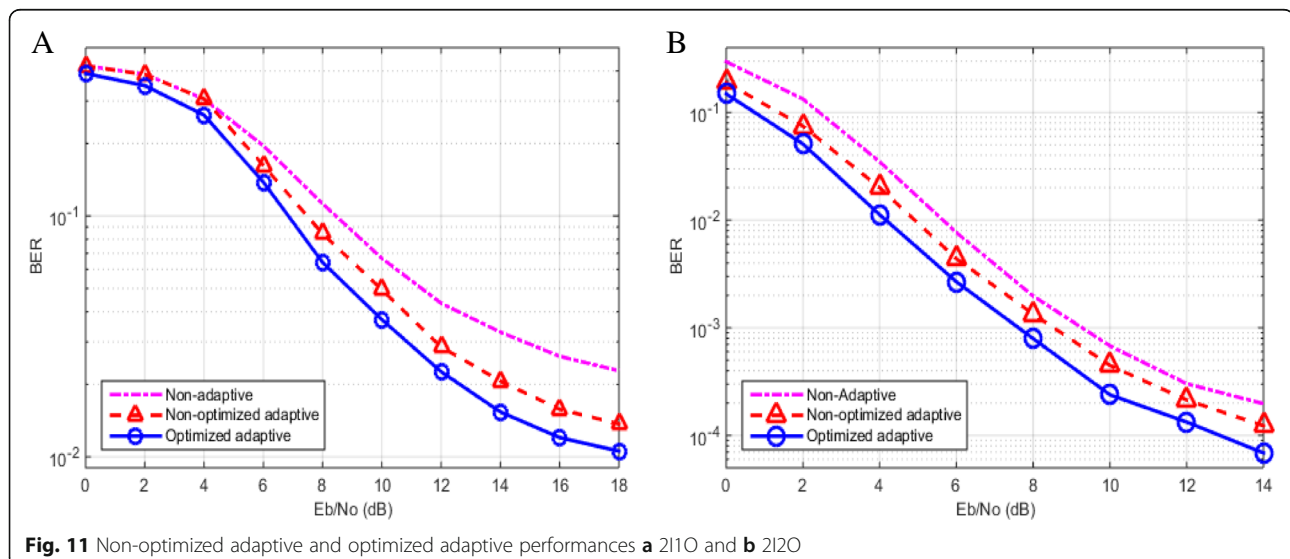 A
BER
10^-1
10^-2
Non-adaptive
Non-optimized adaptive
Optimized adaptive
0 2 4 6 8 10 12 14 16 18
Eb/No (dB)
B
BER
10^-1
10^-2
10^-3
10^-4
Non-Adaptive
Non-optimized adaptive
Optimized adaptive
0 2 4 6 8 10 12 14
Eb/No (dB)
Fig. 11 Non-optimized adaptive and optimized adaptive performances a 2I1O and b 2I2O